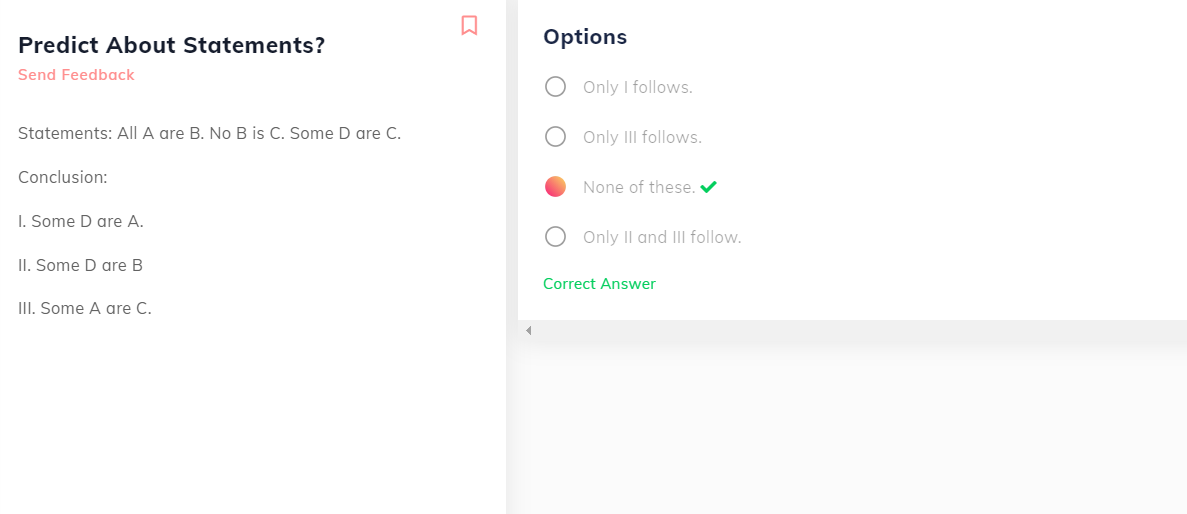 Predict About Statements?
Send Feedback
Statements: All A are B. No B is C. Some D are C.
Conclusion:
I. Some D are A.
II. Some D are B
III. Some A are C.
Options
Only I follows.
Only III follows.
None of these.
Only II and III follow.
Correct Answer